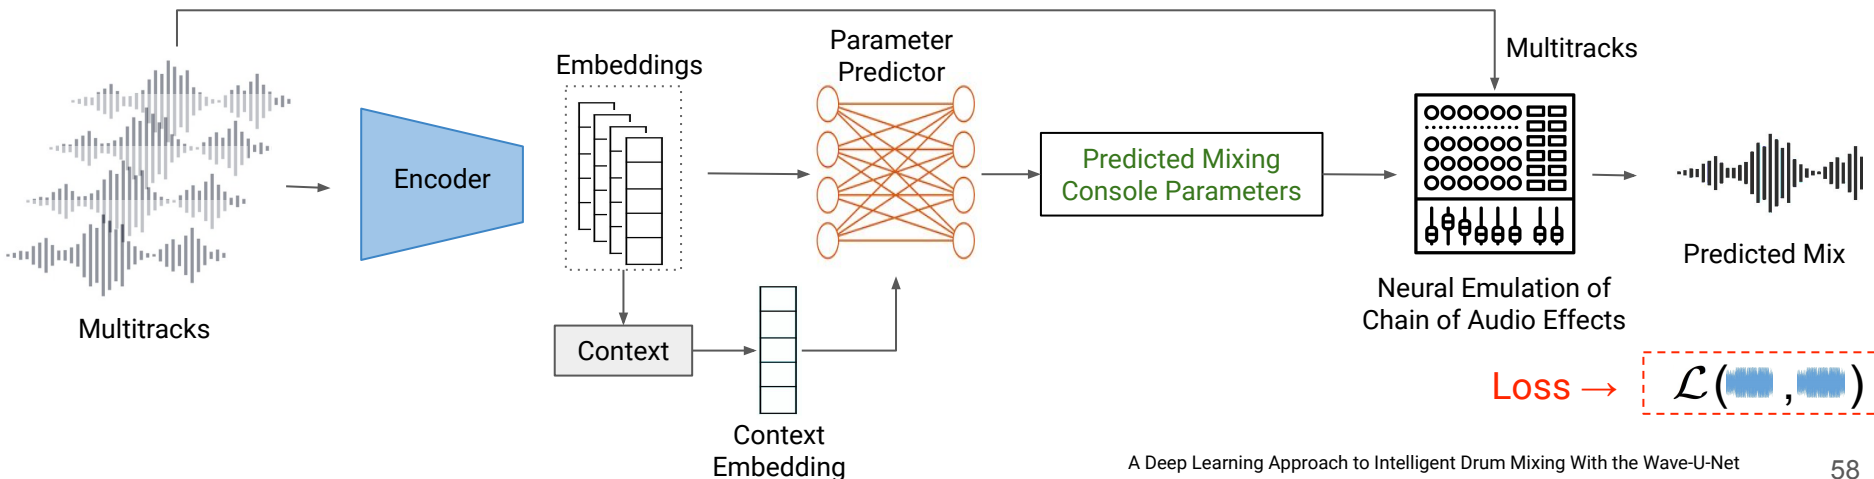 Multitracks
Encoder
Embeddings
Context
Context
Embedding
Parameter
Predictor
Predicted Mixing
Console Parameters
Multitracks
Neural Emulation of
Chain of Audio Effects
Predicted Mix
Loss → ℒ( , )
A Deep Learning Approach to Intelligent Drum Mixing With the Wave-U-Net
58